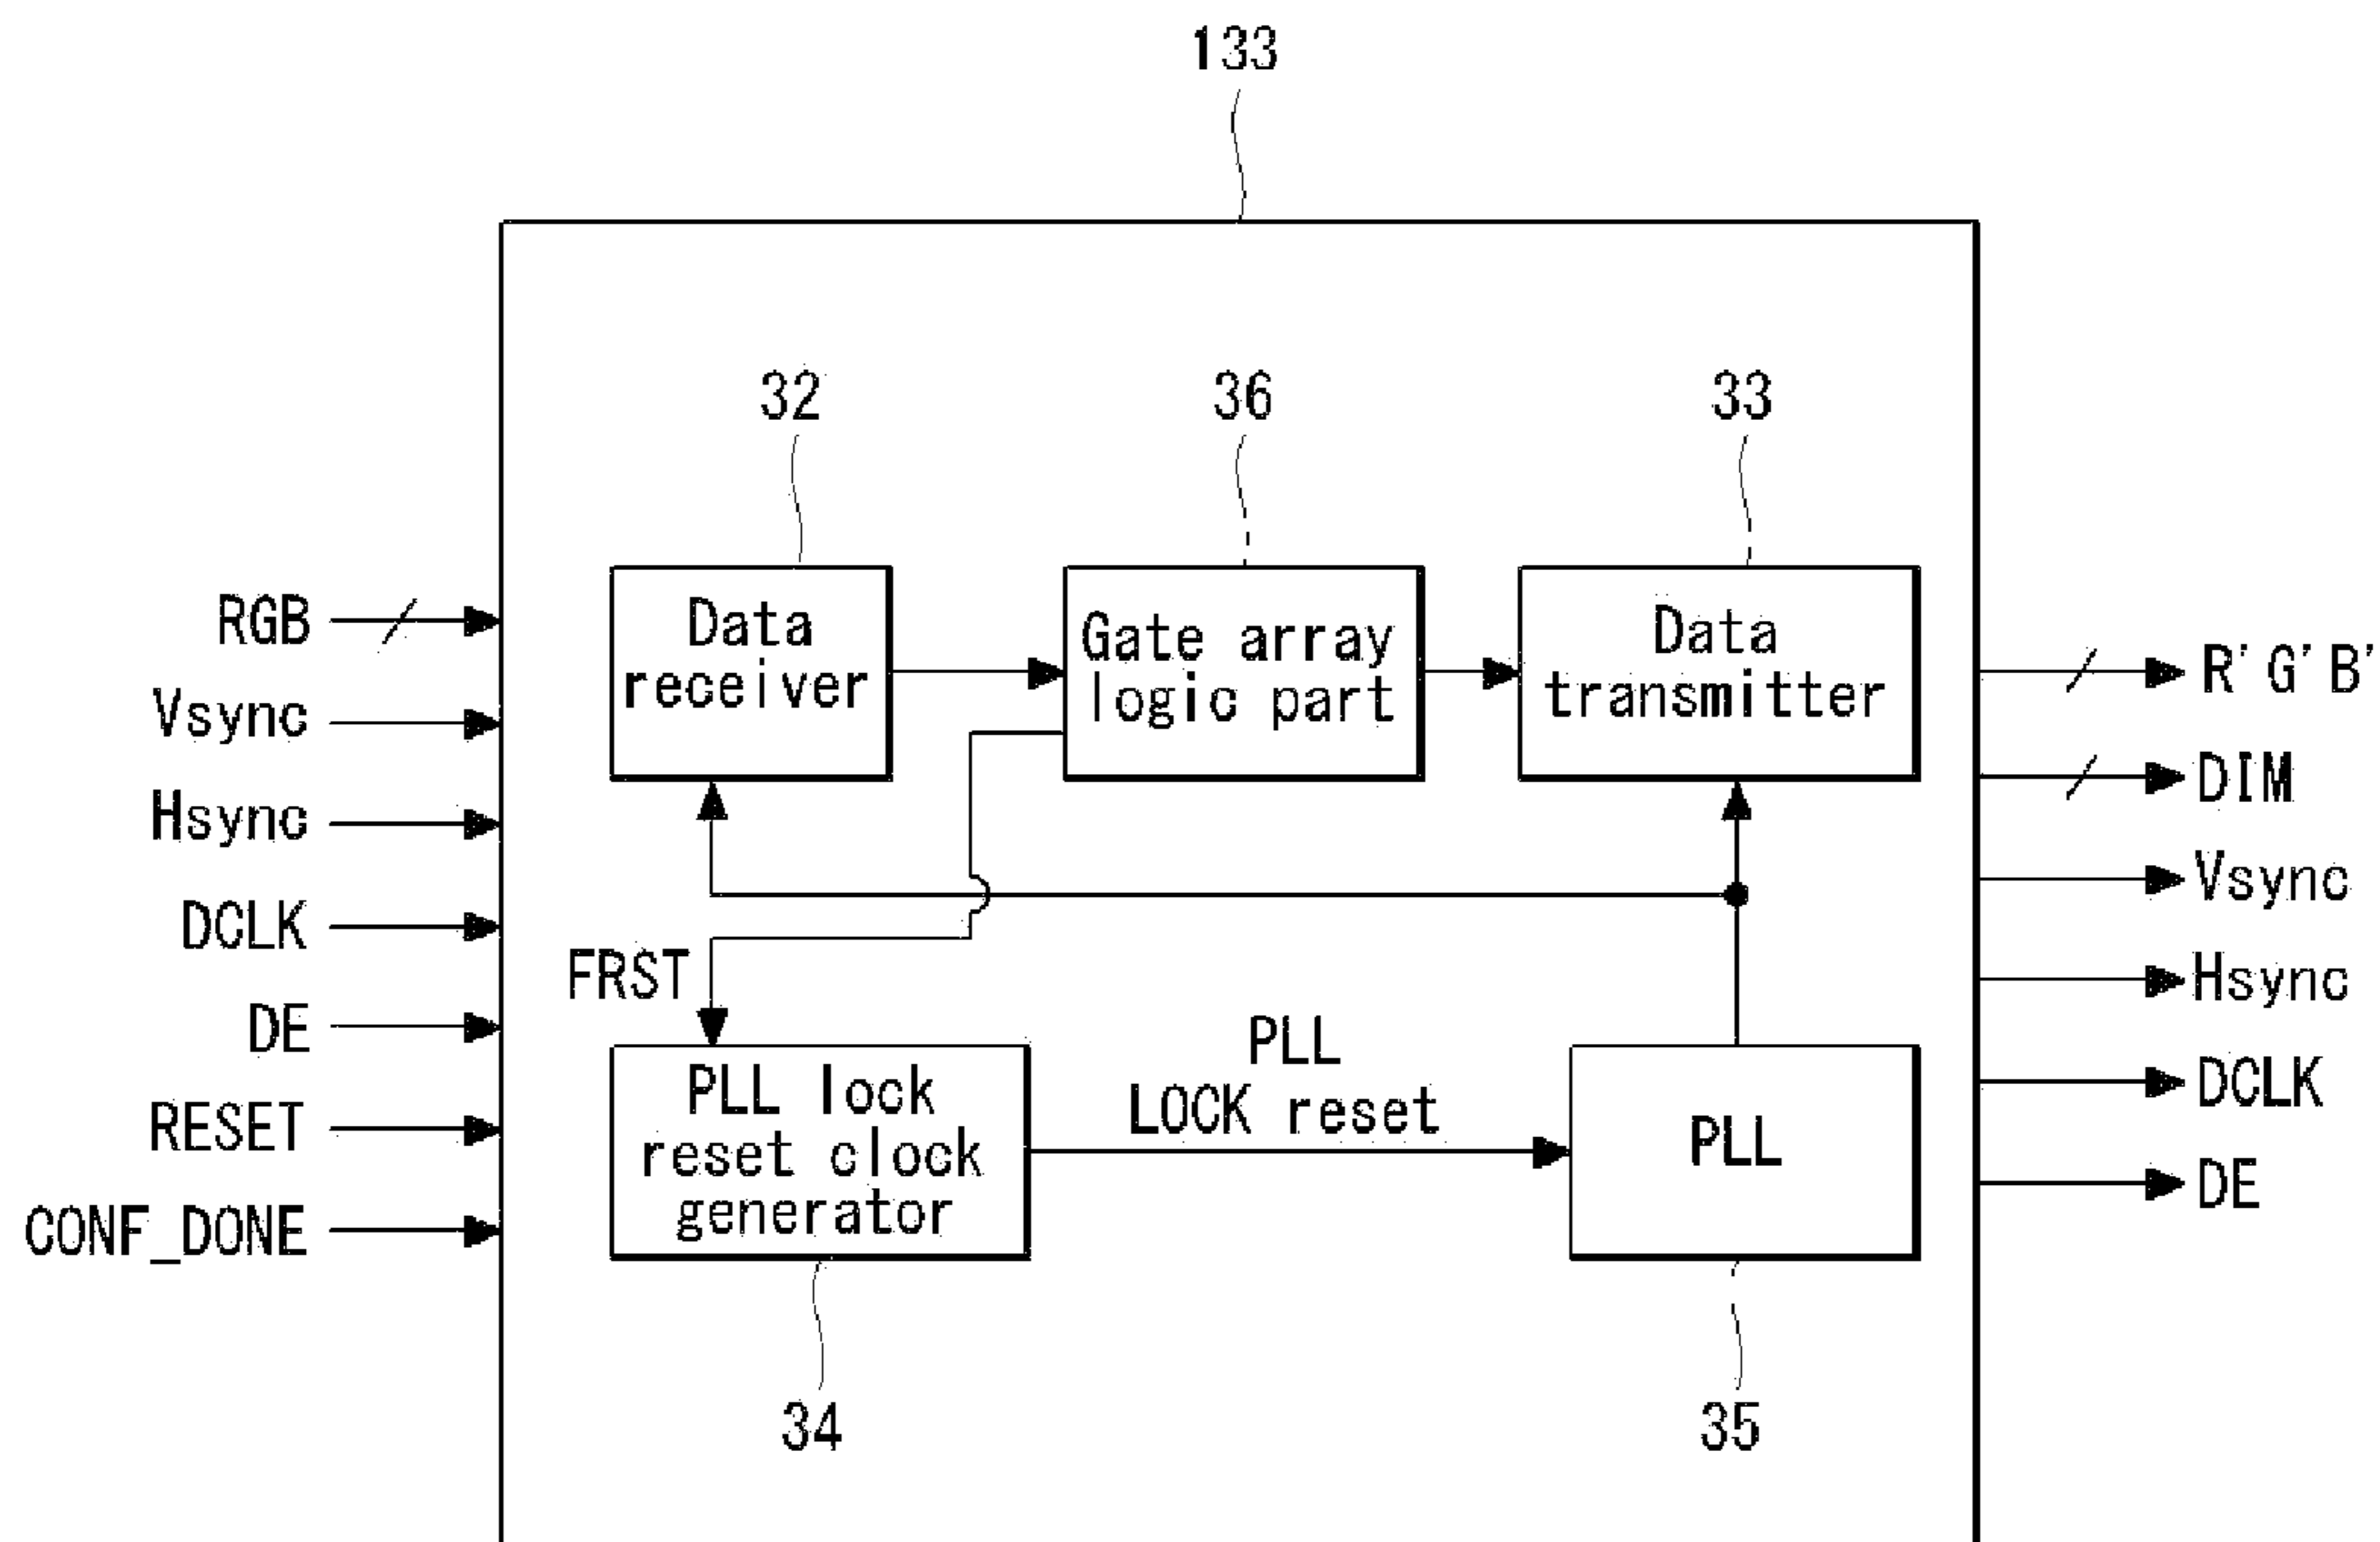 133
32
36
33
RGB
Vsync
Hsync
DCLK
DE
RESET
CONF_DONE
Data
receiver
Gate array
logic part
Data
transmitter
FRST
PLL lock
reset clock
generator
PLL
LOCK reset
PLL
34
35
R'G'B'
DIM
Vsync
Hsync
DCLK
DE